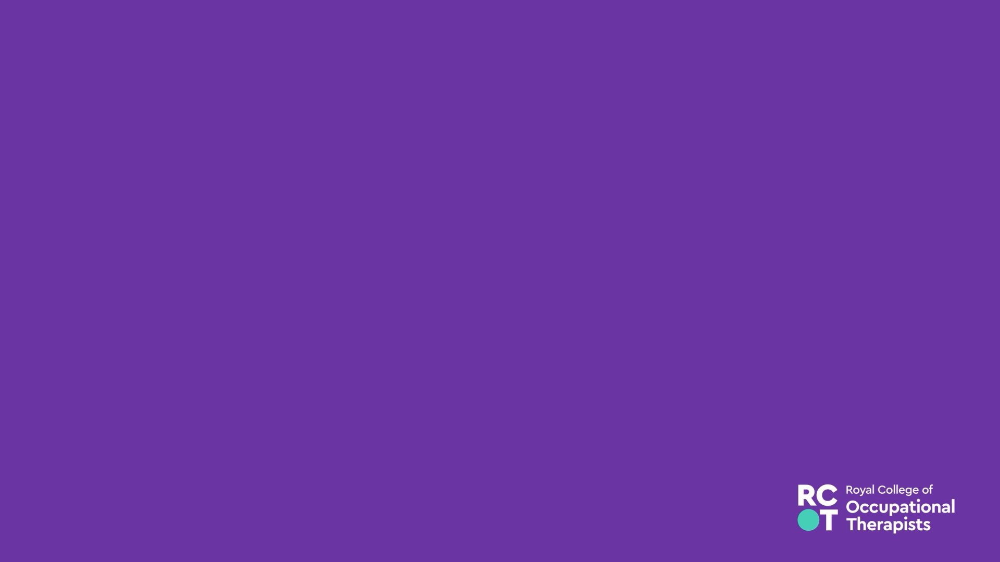 RC
T
Royal College of
Occupational
Therapists